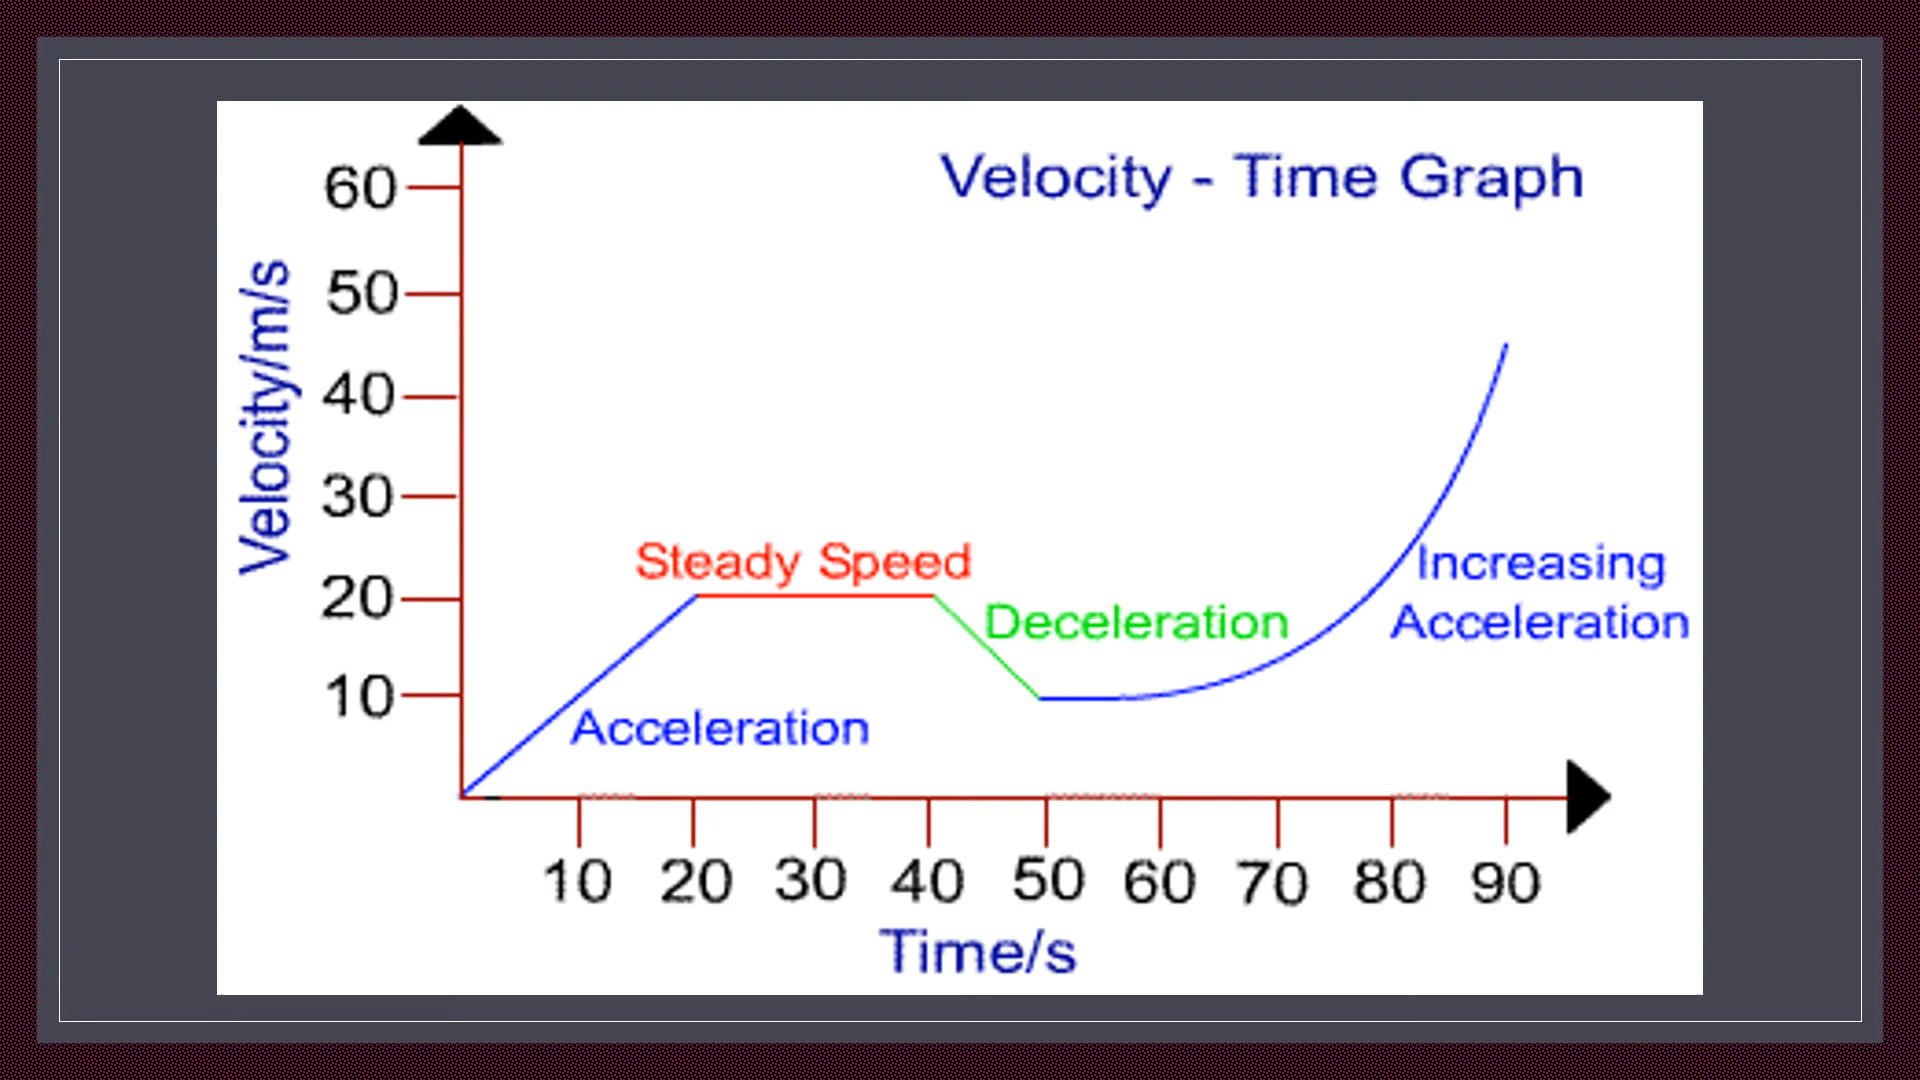 Velocity - Time Graph
Velocity/m/s
60
50
40
30
20
10
Steady Speed
Deceleration
Increasing
Acceleration
Acceleration
10 20 30 40 50 60 70 80 90
Time/s